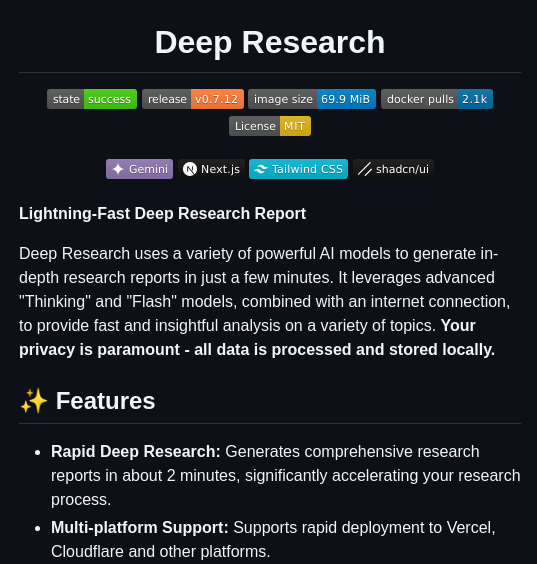 Deep Research
state success release v0.7.12 image size 69.9 MiB docker pulls 2.1k
License MIT
Gemini Next.js Tailwind CSS shadcn/ui
Lightning-Fast Deep Research Report
Deep Research uses a variety of powerful AI models to generate in-
depth research reports in just a few minutes. It leverages advanced
"Thinking" and "Flash" models, combined with an internet connection,
to provide fast and insightful analysis on a variety of topics. Your
privacy is paramount - all data is processed and stored locally.
✨ Features
• Rapid Deep Research: Generates comprehensive research
reports in about 2 minutes, significantly accelerating your research
process.
• Multi-platform Support: Supports rapid deployment to Vercel,
Cloudflare and other platforms.